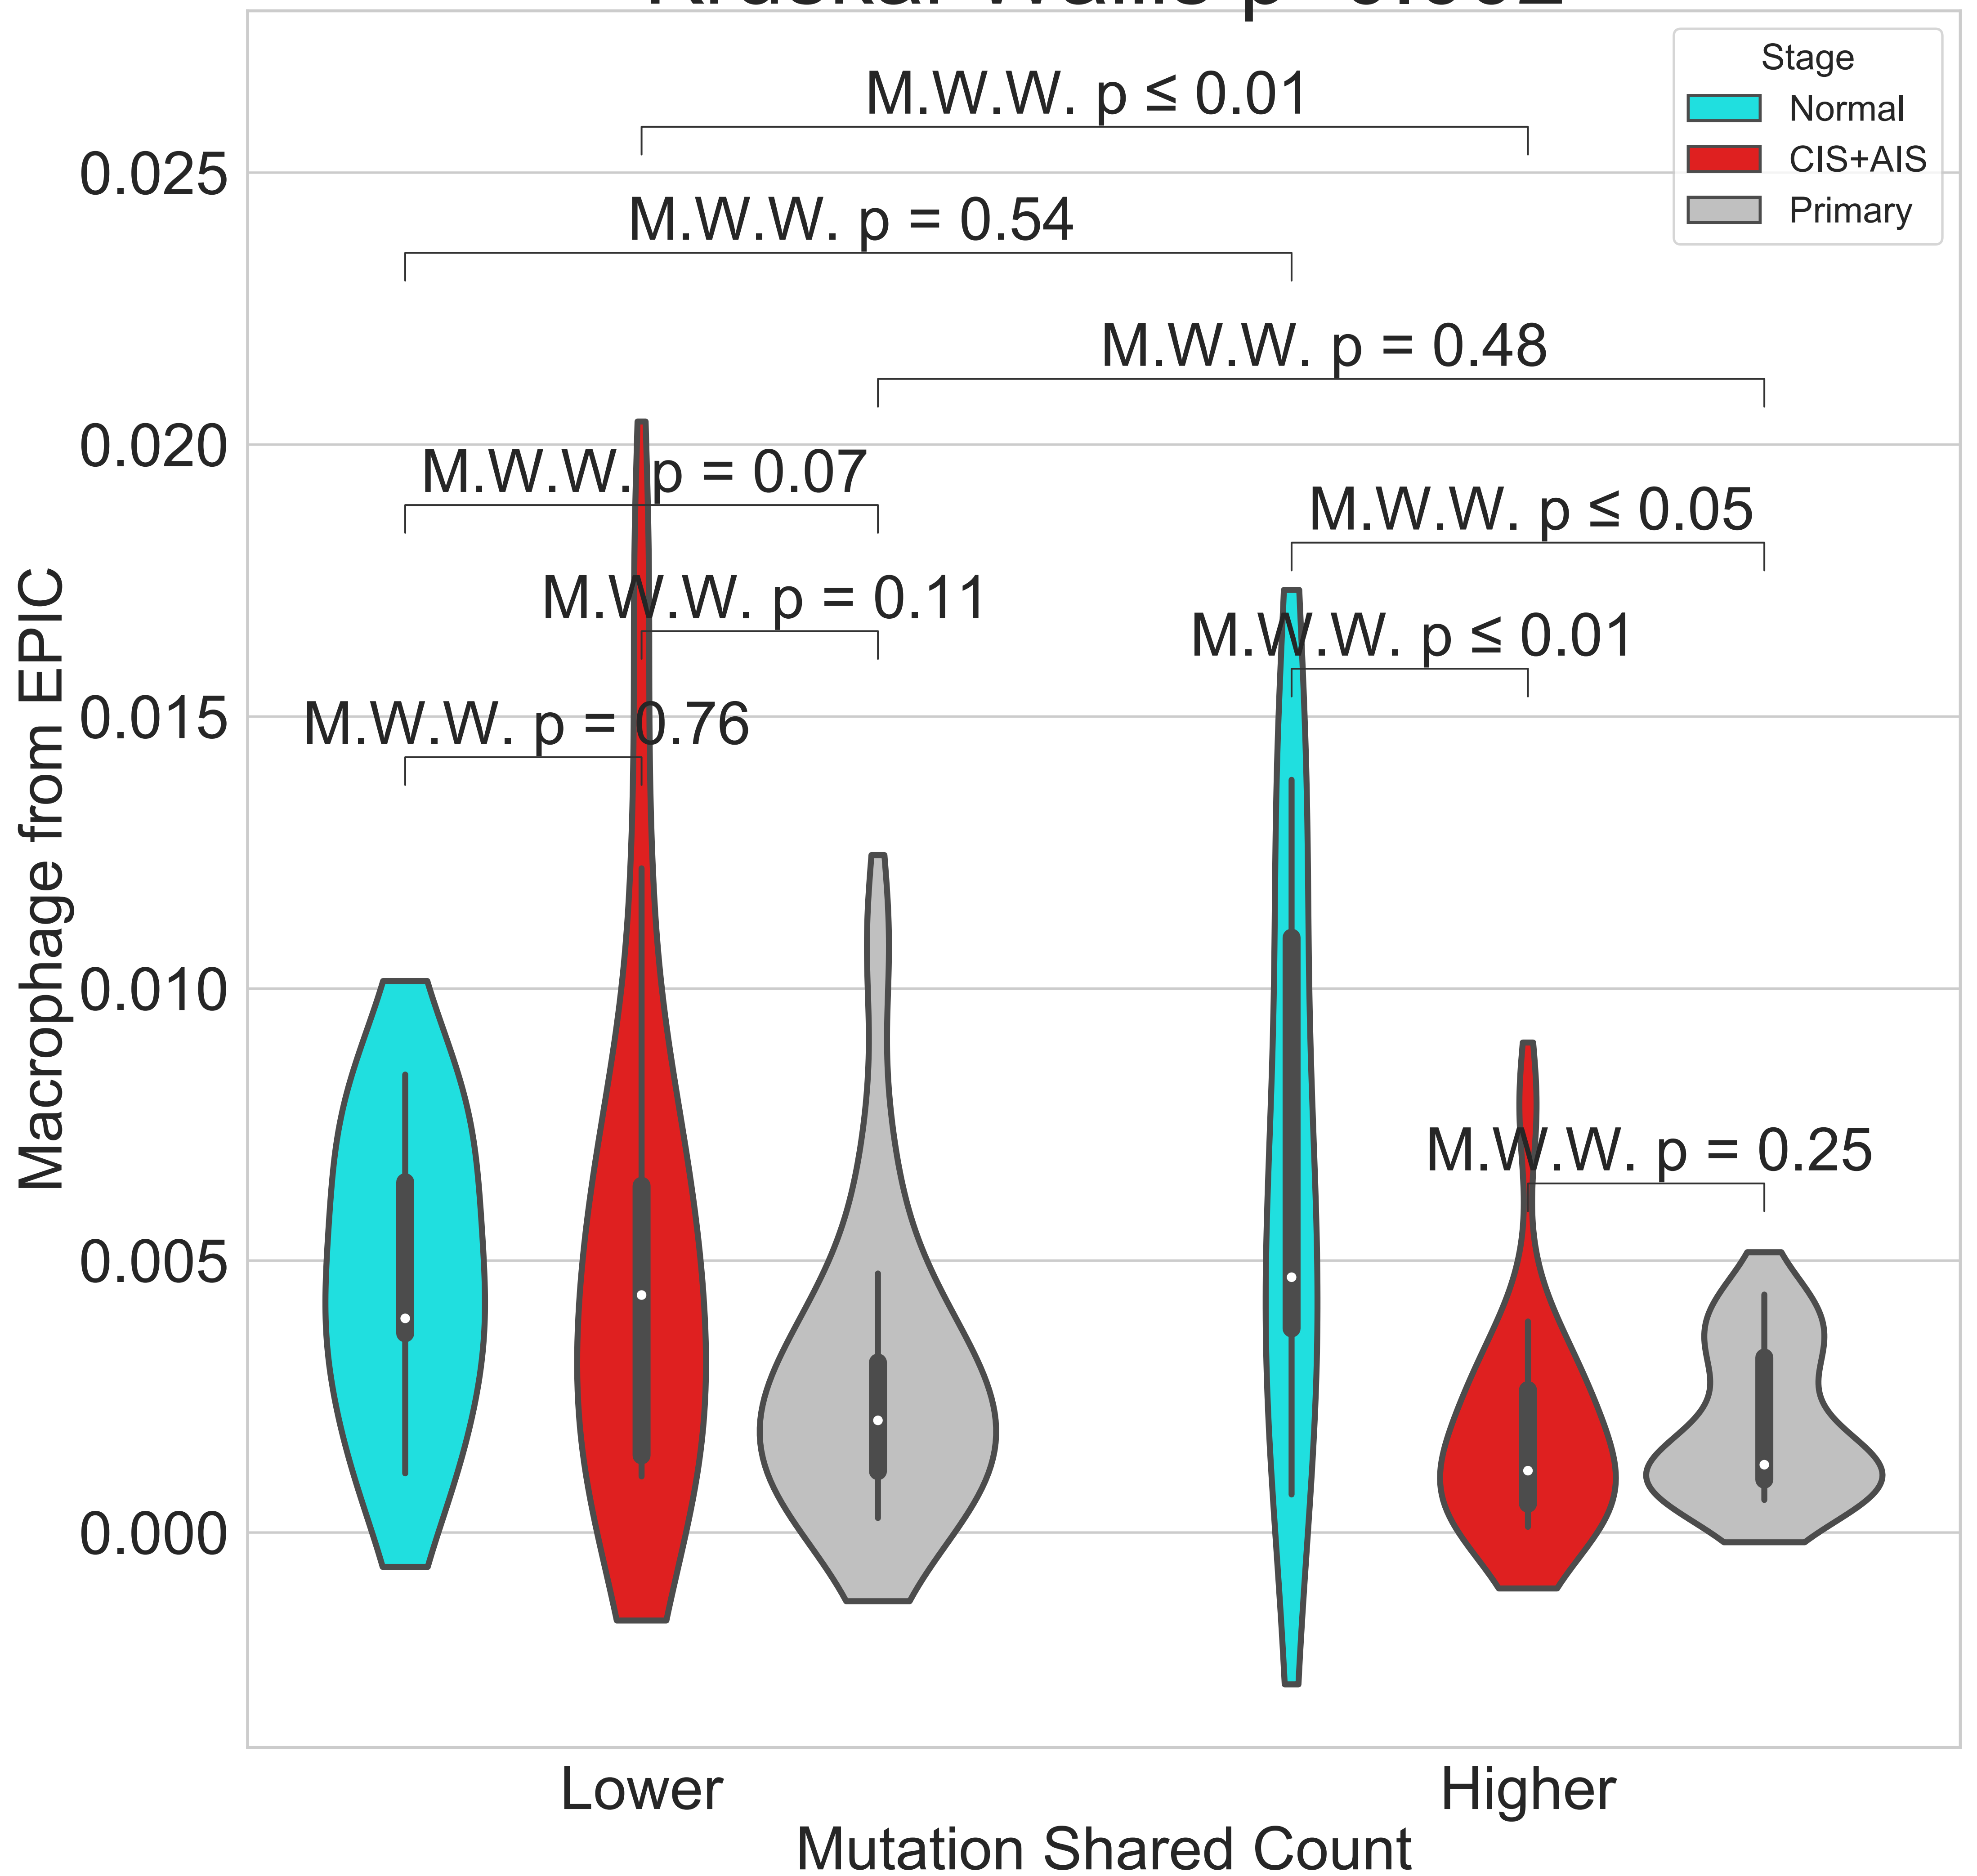 Stage
Normal
CIS+AIS
Primary
M.W.W. p ≤ 0.01
M.W.W. p = 0.54
M.W.W. p = 0.48
M.W.W. p = 0.07
M.W.W. p ≤ 0.05
M.W.W. p = 0.11
M.W.W. p ≤ 0.01
M.W.W. p = 0.76
M.W.W. p = 0.25
0.025
0.020
0.015
0.010
0.005
0.000
Macrophage from EPIC
Lower
Higher
Mutation Shared Count